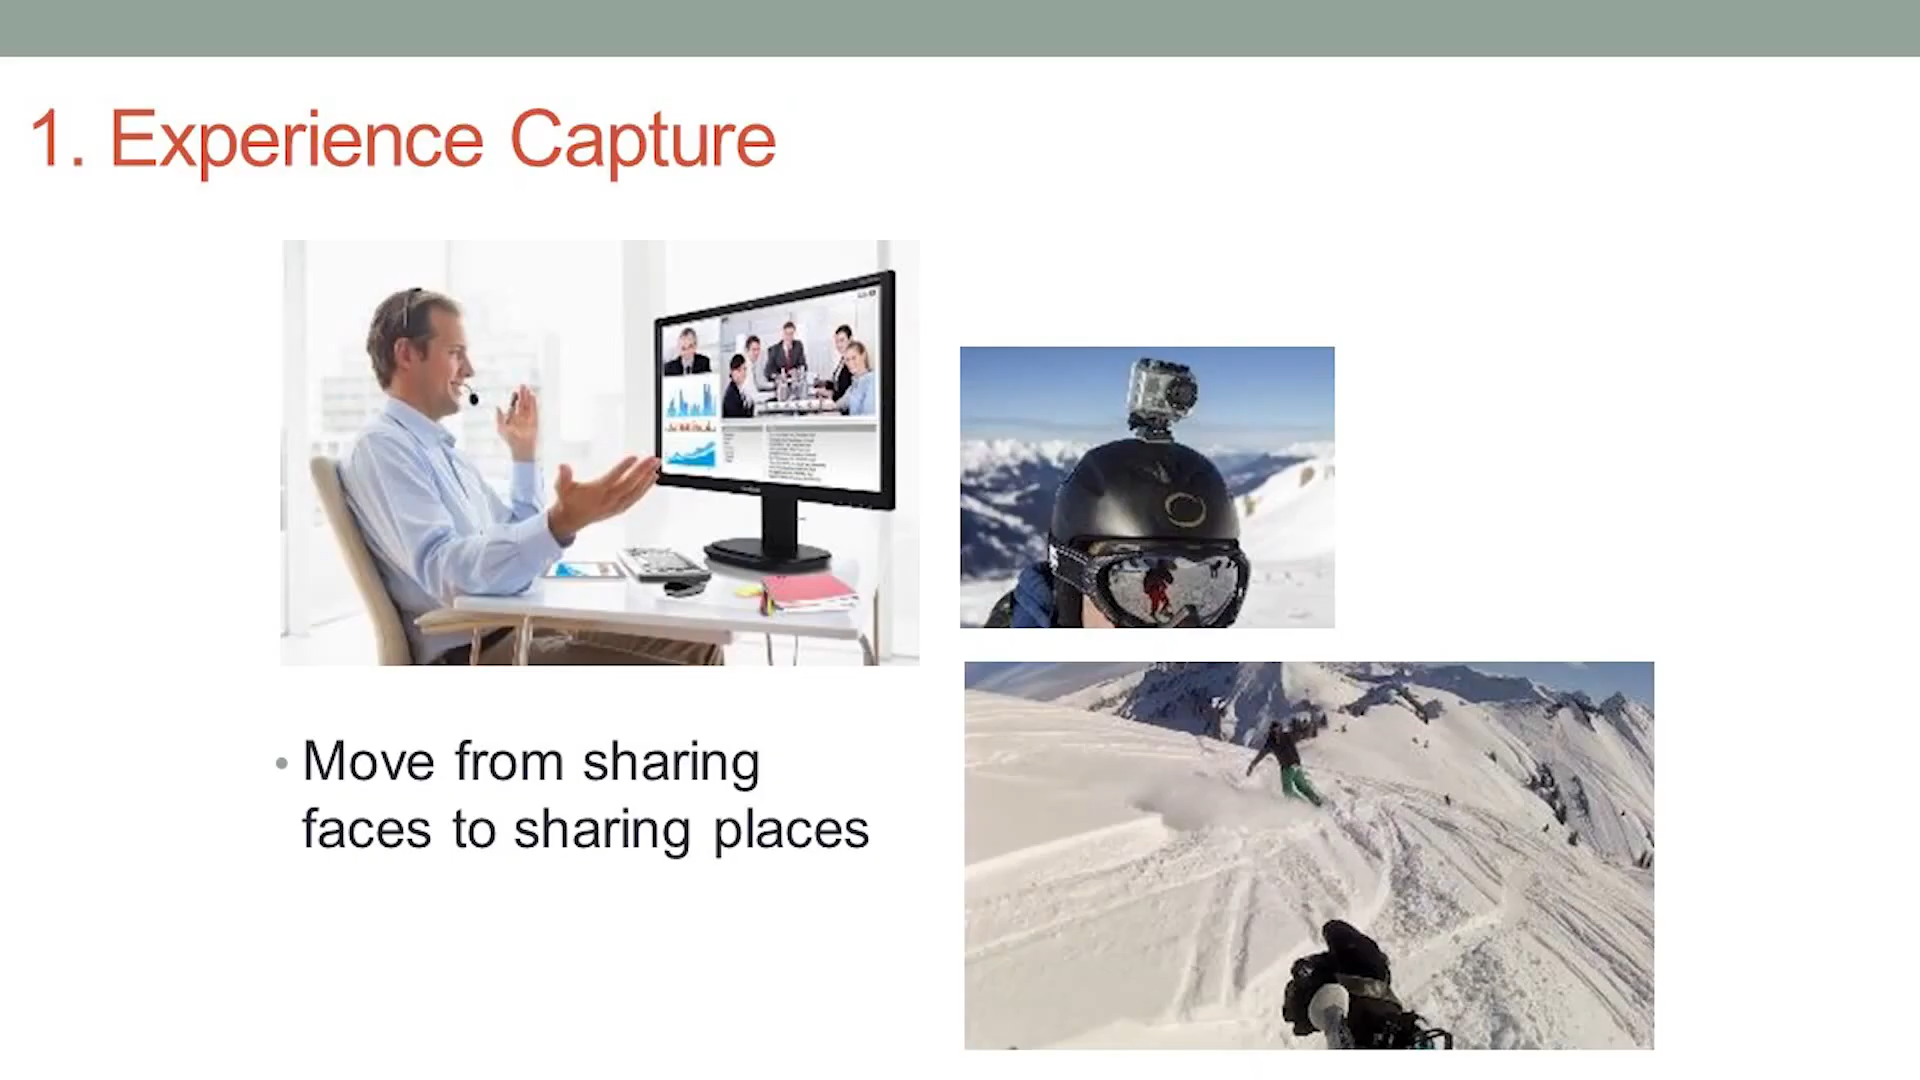 1. Experience Capture
• Move from sharing
faces to sharing places